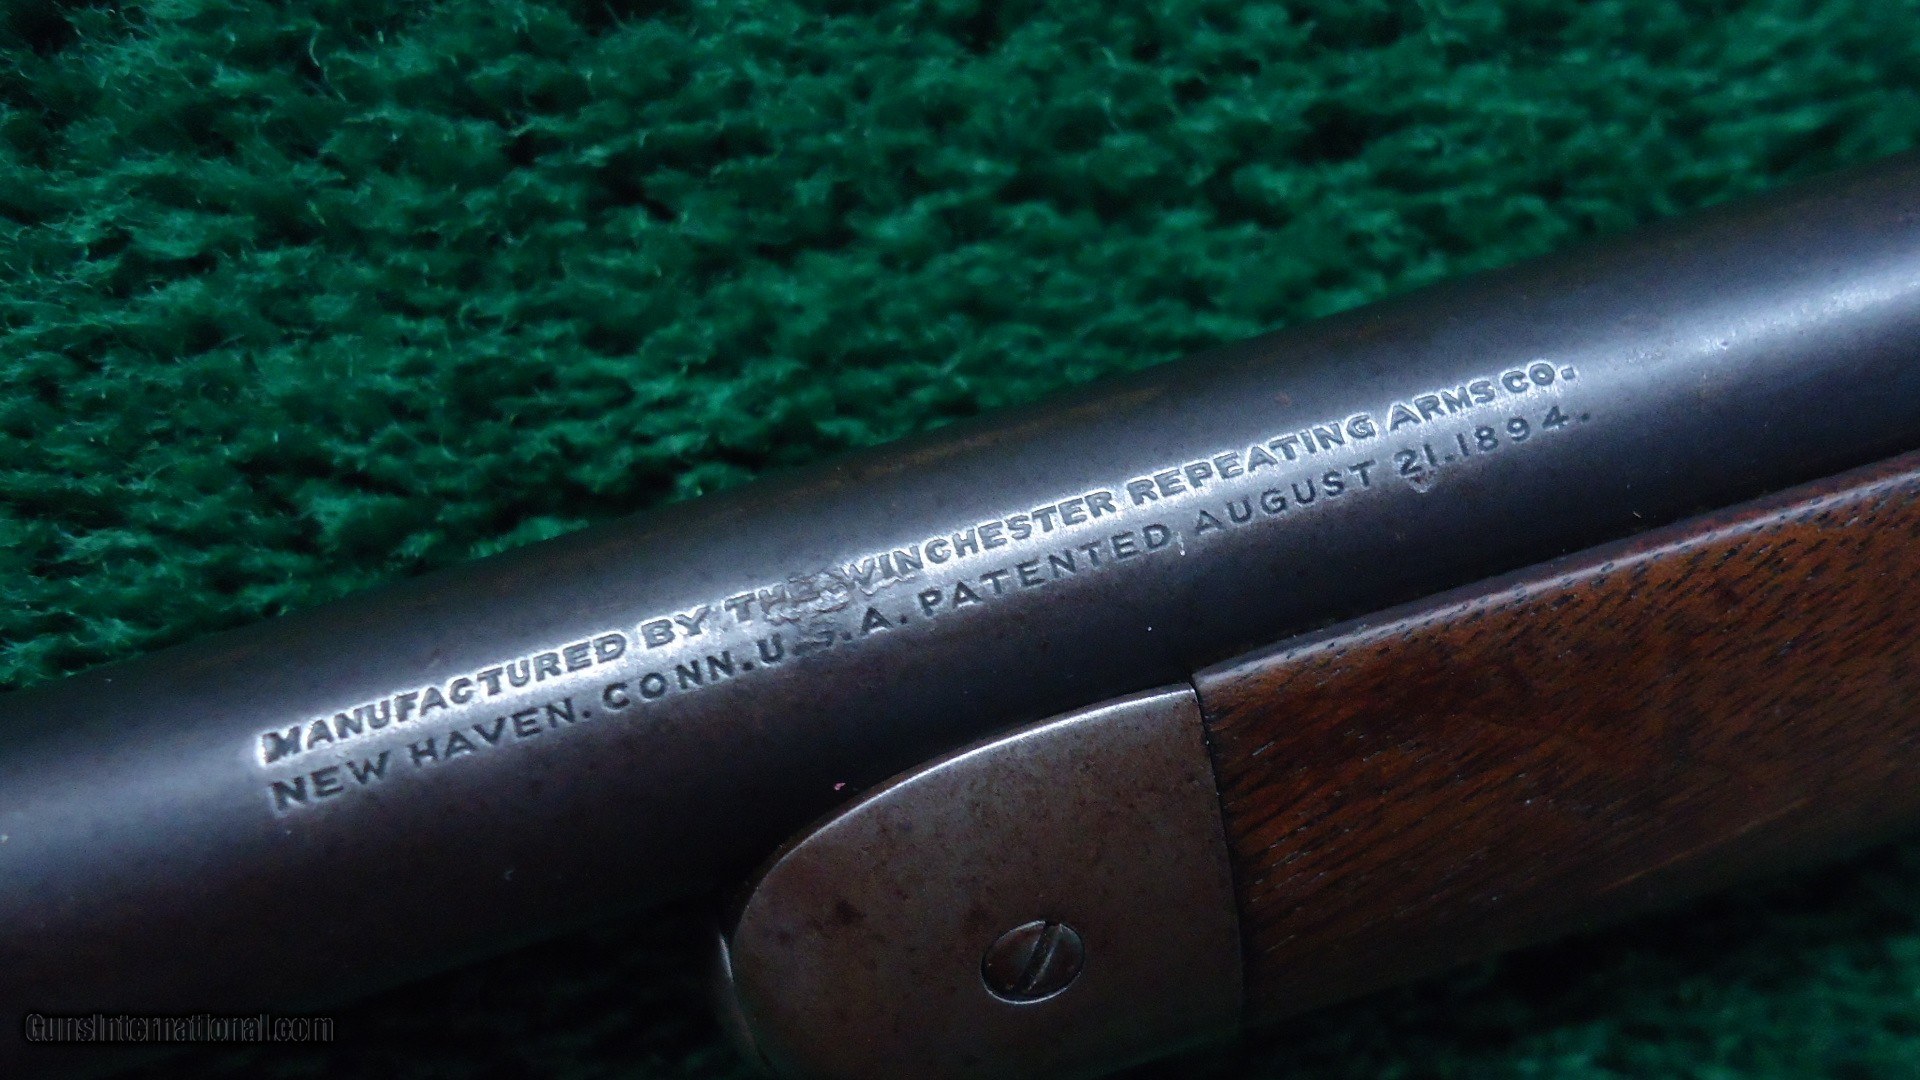 MANUFACTURED BY THE WINCHESTER REPEATING ARMS CO.
NEW HAVEN. CONN. U.S.A. PATENTED AUGUST 21. 1894.
GunsInternational.com